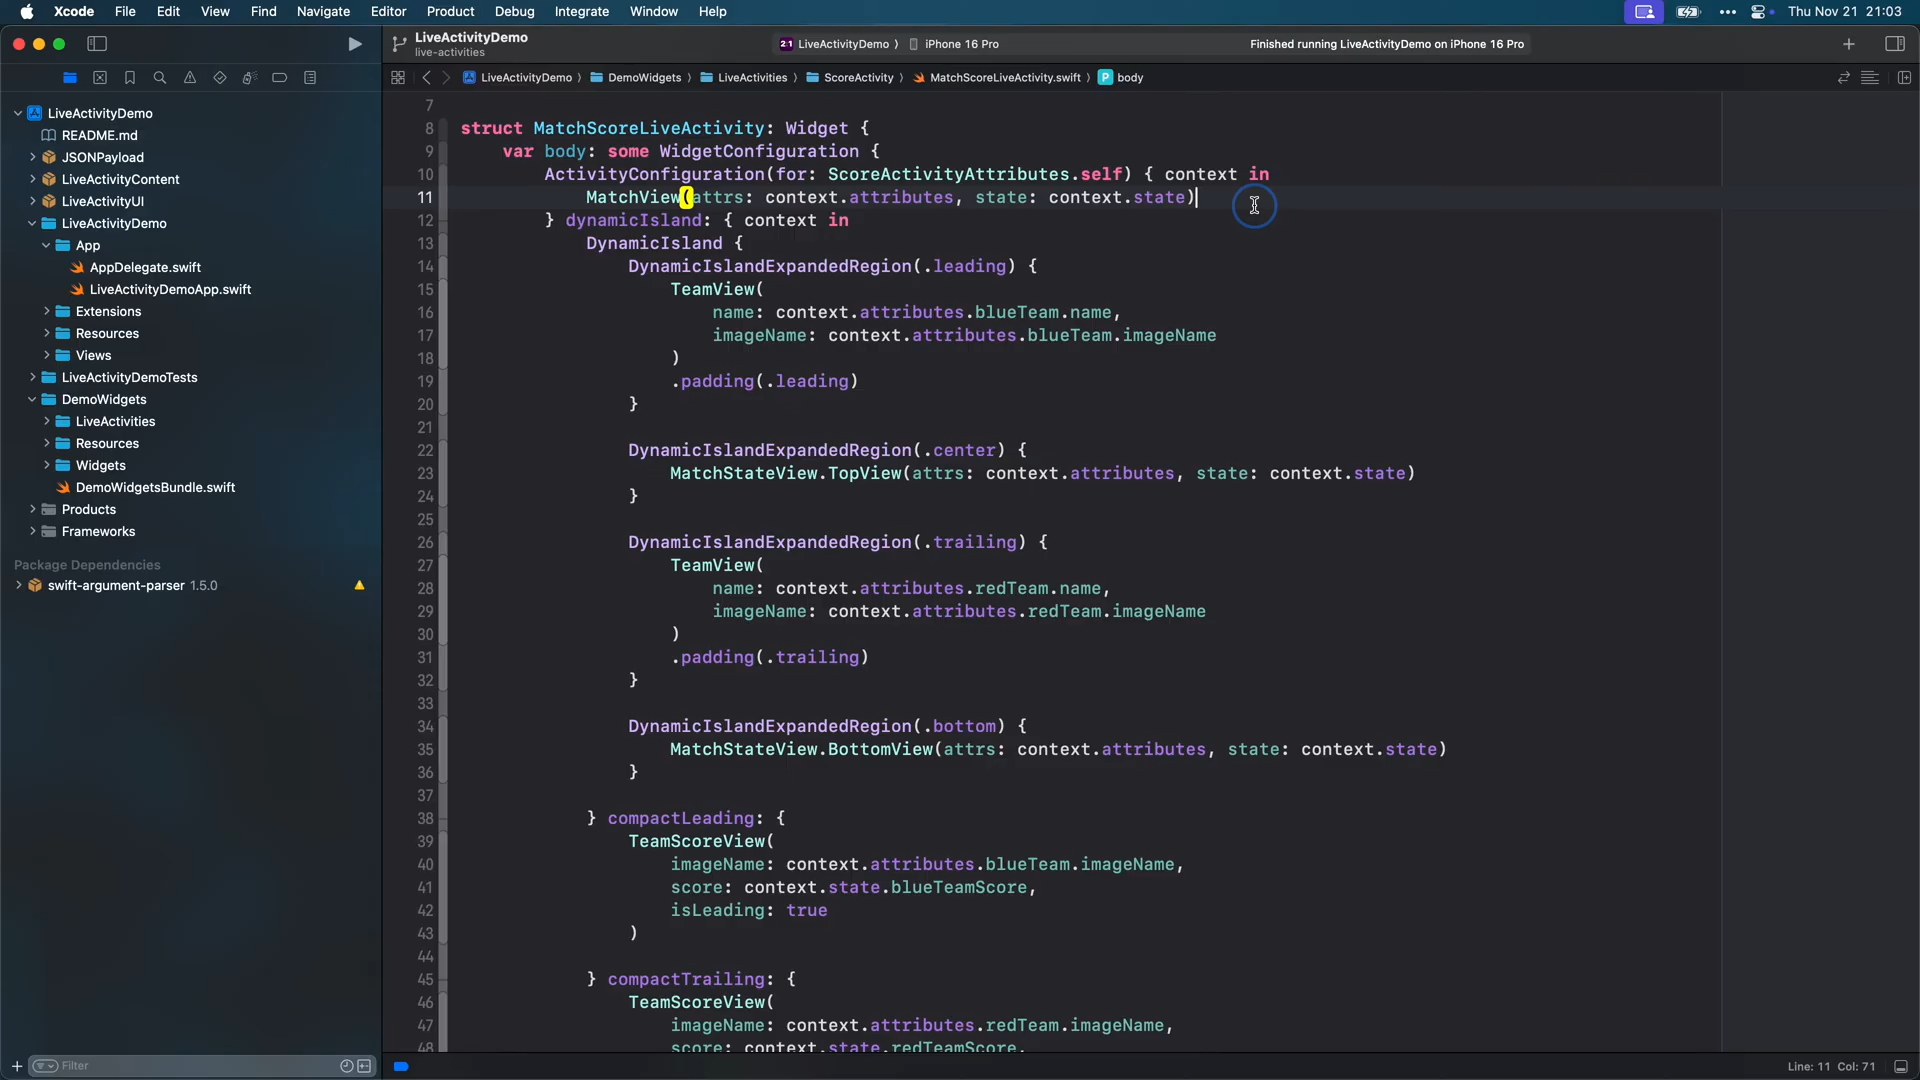 Xcode File Edit View Find Navigate Editor Product Debug Integrate Window Help Thu Nov 21 21:03
LiveActivityDemo
live-activities
LiveActivityDemo iPhone 16 Pro
Finished running LiveActivityDemo on iPhone 16 Pro
LiveActivityDemo DemoWidgets LiveActivities ScoreActivity MatchScoreLiveActivity.swift P body
LiveActivityDemo
README.md
JSONPayload
LiveActivityContent
LiveActivityUI
LiveActivityDemo
App
AppDelegate.swift
LiveActivityDemoApp.swift
Extensions
Resources
Views
LiveActivityDemoTests
DemoWidgets
LiveActivities
Resources
Widgets
DemoWidgetsBundle.swift
Products
Frameworks
Package Dependencies
swift-argument-parser 1.5.0
Filter
7
8 struct MatchScoreLiveActivity: Widget {
9 var body: some WidgetConfiguration {
10 ActivityConfiguration(for: ScoreActivityAttributes.self) { context in
11 MatchView(attrs: context.attributes, state: context.state)
12 } dynamicIsland: { context in
13 DynamicIsland {
14 DynamicIslandExpandedRegion(.leading) {
15 TeamView(
16 name: context.attributes.blueTeam.name,
17 imageName: context.attributes.blueTeam.imageName
18 )
19 .padding(.leading)
20 }
21
22 DynamicIslandExpandedRegion(.center) {
23 MatchStateView.TopView(attrs: context.attributes, state: context.state)
24 }
25
26 DynamicIslandExpandedRegion(.trailing) {
27 TeamView(
28 name: context.attributes.redTeam.name,
29 imageName: context.attributes.redTeam.imageName
30 )
31 .padding(.trailing)
32 }
33
34 DynamicIslandExpandedRegion(.bottom) {
35 MatchStateView.BottomView(attrs: context.attributes, state: context.state)
36 }
37
38 } compactLeading: {
39 TeamScoreView(
40 imageName: context.attributes.blueTeam.imageName,
41 score: context.state.blueTeamScore,
42 isLeading: true
43 )
44
45 } compactTrailing: {
46 TeamScoreView(
47 imageName: context.attributes.redTeam.imageName,
48 score: context.state.redTeamScore,
Line: 11 Col: 71